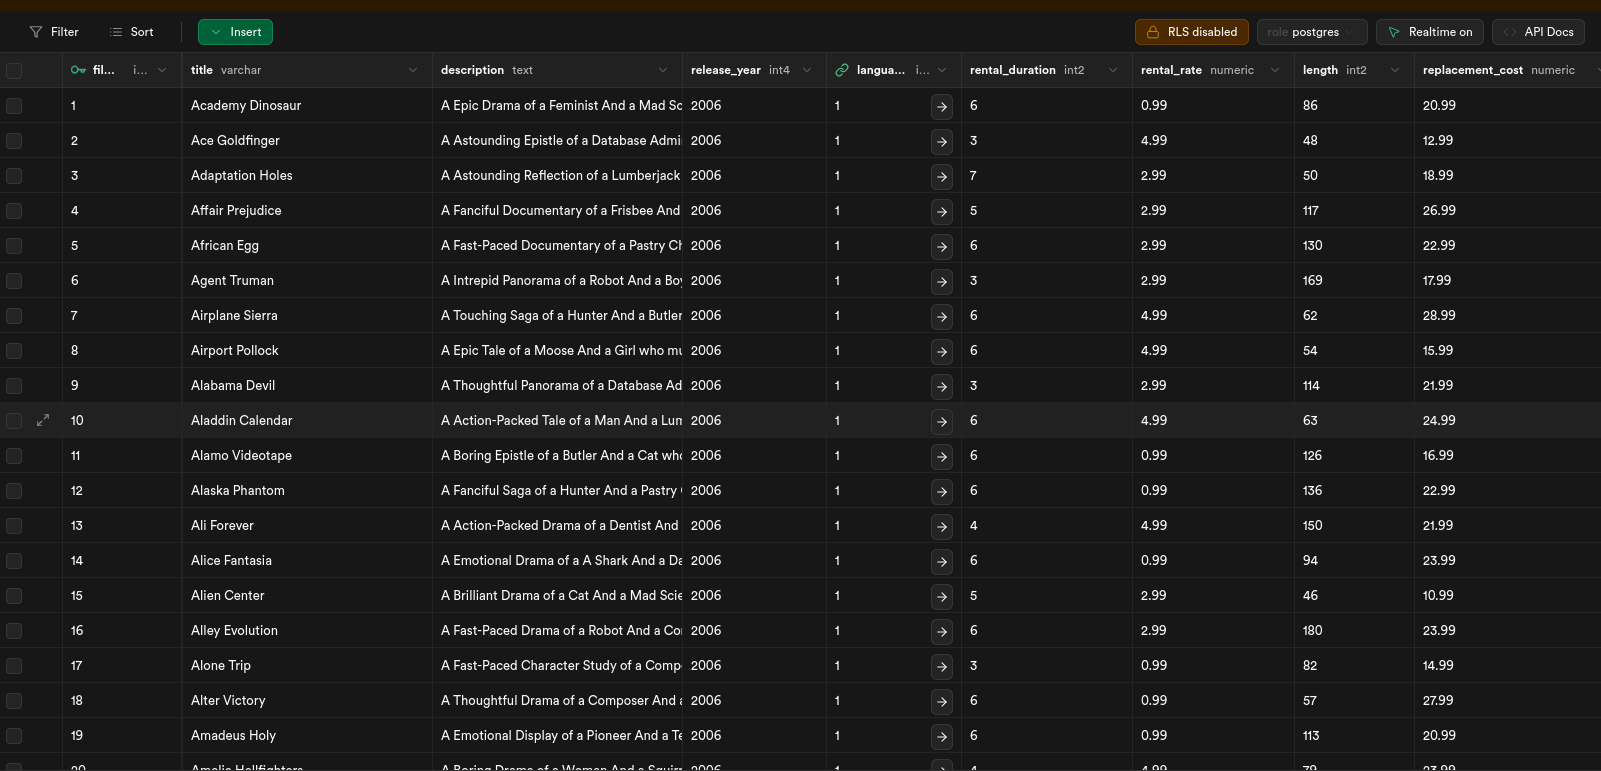 Filter Sort Insert RLS disabled role postgres Realtime on API Docs
fil... i... title varchar description text release_year int4 langua... i... rental_duration int2 rental_rate numeric length int2 replacement_cost numeric
1 Academy Dinosaur A Epic Drama of a Feminist And a Mad Sc 2006 1 6 0.99 86 20.99
2 Ace Goldfinger A Astounding Epistle of a Database Admi 2006 1 3 4.99 48 12.99
3 Adaptation Holes A Astounding Reflection of a Lumberjack 2006 1 7 2.99 50 18.99
4 Affair Prejudice A Fanciful Documentary of a Frisbee And 2006 1 5 2.99 117 26.99
5 African Egg A Fast-Paced Documentary of a Pastry Ch 2006 1 6 2.99 130 22.99
6 Agent Truman A Intrepid Panorama of a Robot And a Boy 2006 1 3 2.99 169 17.99
7 Airplane Sierra A Touching Saga of a Hunter And a Butler 2006 1 6 4.99 62 28.99
8 Airport Pollock A Epic Tale of a Moose And a Girl who mu 2006 1 6 4.99 54 15.99
9 Alabama Devil A Thoughtful Panorama of a Database Ad 2006 1 3 2.99 114 21.99
10 Aladdin Calendar A Action-Packed Tale of a Man And a Lum 2006 1 6 4.99 63 24.99
11 Alamo Videotape A Boring Epistle of a Butler And a Cat who 2006 1 6 0.99 126 16.99
12 Alaska Phantom A Fanciful Saga of a Hunter And a Pastry 2006 1 6 0.99 136 22.99
13 Ali Forever A Action-Packed Drama of a Dentist And 2006 1 4 4.99 150 21.99
14 Alice Fantasia A Emotional Drama of a A Shark And a Da 2006 1 6 0.99 94 23.99
15 Alien Center A Brilliant Drama of a Cat And a Mad Scie 2006 1 5 2.99 46 10.99
16 Alley Evolution A Fast-Paced Drama of a Robot And a Co 2006 1 6 2.99 180 23.99
17 Alone Trip A Fast-Paced Character Study of a Comp 2006 1 3 0.99 82 14.99
18 Alter Victory A Thoughtful Drama of a Composer And a 2006 1 6 0.99 57 27.99
19 Amadeus Holy A Emotional Display of a Pioneer And a Te 2006 1 6 0.99 113 20.99
20 Amelie Hellfighters A Boring Drama of a Woman And a Squirr 2006 1 4 4.99 79 23.99